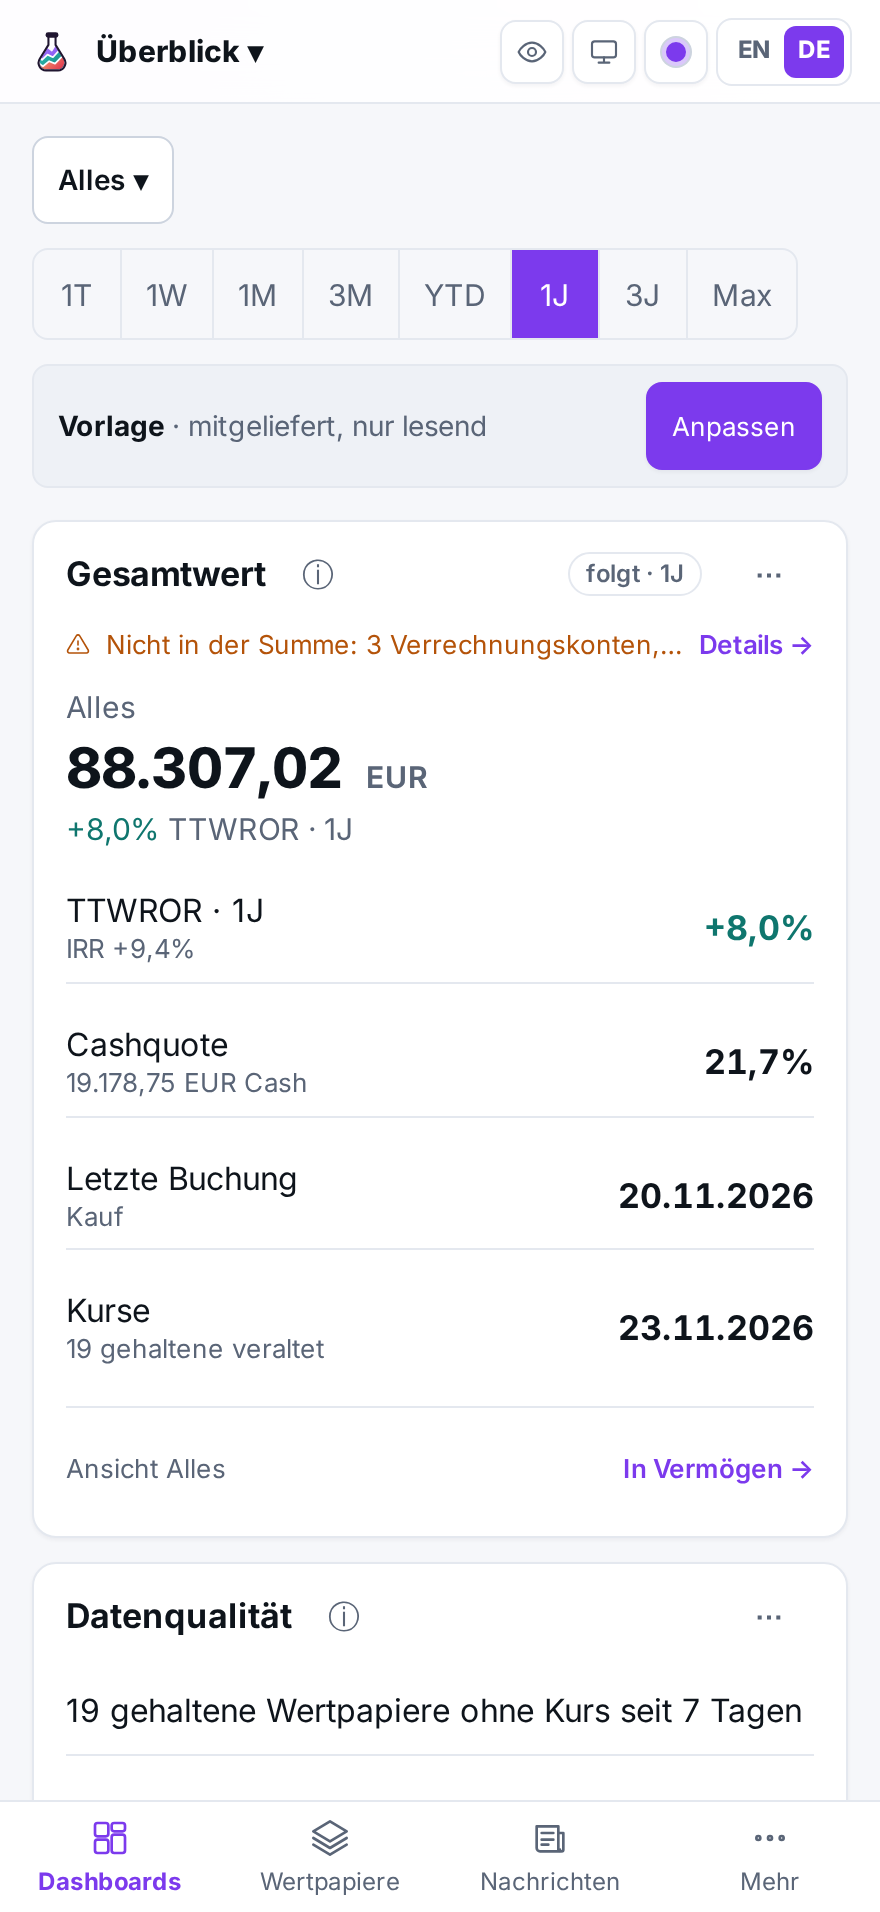 Überblick ▾
EN DE
Alles ▾
1T 1W 1M 3M YTD 1J 3J Max
Vorlage · mitgeliefert, nur lesend
Anpassen
Gesamtwert ⓘ folgt · 1J ...
Nicht in der Summe: 3 Verrechnungskonten,... Details →
Alles
88.307,02 EUR
+8,0% TTWROR · 1J
TTWROR · 1J
IRR +9,4%
+8,0%
Cashquote
19.178,75 EUR Cash
21,7%
Letzte Buchung
Kauf
20.11.2026
Kurse
19 gehaltene veraltet
23.11.2026
Ansicht Alles In Vermögen →
Datenqualität ⓘ ...
19 gehaltene Wertpapiere ohne Kurs seit 7 Tagen
Dashboards Wertpapiere Nachrichten Mehr